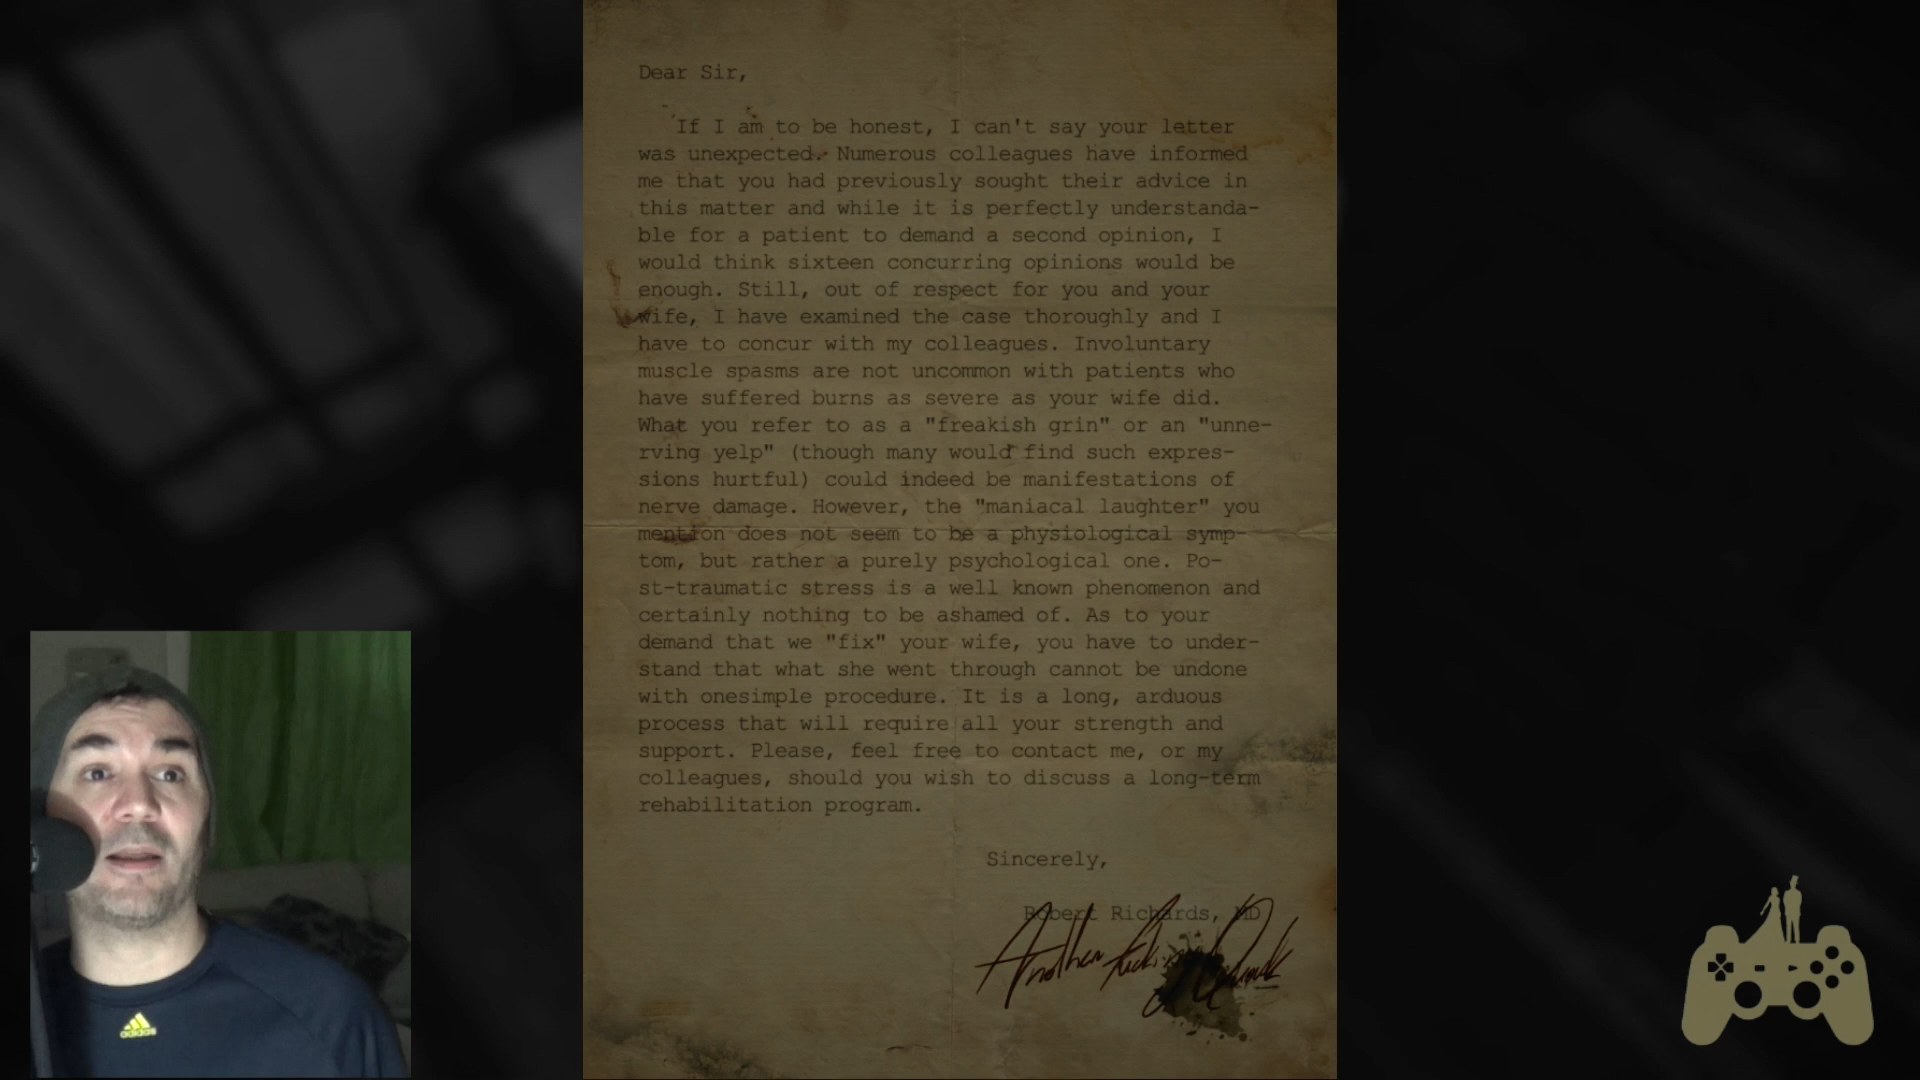 Dear Sir,
If I am to be honest, I can't say your letter
was unexpected. Numerous colleagues have informed
me that you had previously sought their advice in
this matter and while it is perfectly understanda-
ble for a patient to demand a second opinion, I
would think sixteen concurring opinions would be
enough. Still, out of respect for you and your
wife, I have examined the case thoroughly and I
have to concur with my colleagues. Involuntary
muscle spasms are not uncommon with patients who
have suffered burns as severe as your wife did.
What you refer to as a "freakish grin" or an "unne-
rving yelp" (though many would find such expres-
sions hurtful) could indeed be manifestations of
nerve damage. However, the "maniacal laughter" you
mention does not seem to be a physiological symp-
tom, but rather a purely psychological one. Po-
st-traumatic stress is a well known phenomenon and
certainly nothing to be ashamed of. As to your
demand that we "fix" your wife, you have to under-
stand that what she went through cannot be undone
with onesimple procedure. It is a long, arduous
process that will require all your strength and
support. Please, feel free to contact me, or my
colleagues, should you wish to discuss a long-term
rehabilitation program.
Sincerely,
Robert Richards, MD
Another
adidas